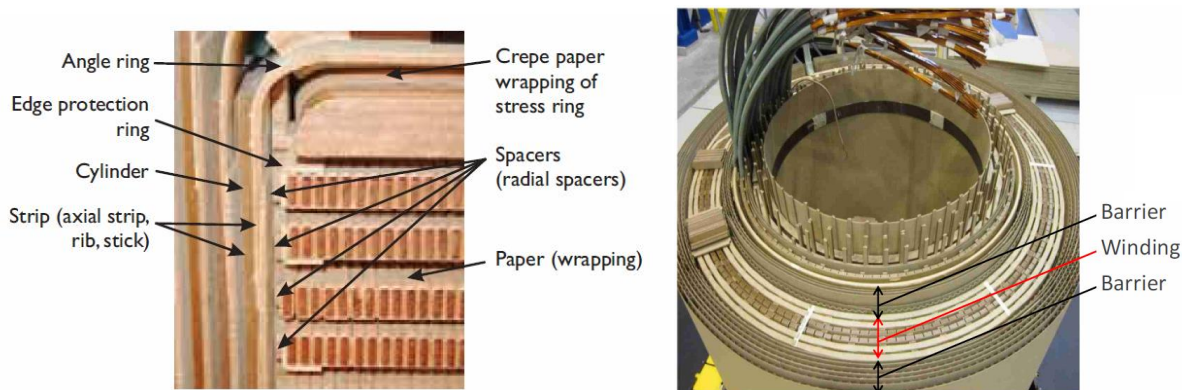 Angle ring
Edge protection
ring
Cylinder
Strip (axial strip,
rib, stick)
Crepe paper
wrapping of
stress ring
Spacers
(radial spacers)
Paper (wrapping)
Barrier
Winding
Barrier